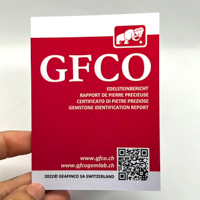 GFCO
EDELSTEINBERICHT
RAPPORT DE PIERRE PRECIEUSE
CERTIFICATO DI PIETRE PREZIOSE
GEMSTONE IDENTIFICATION REPORT
www.gfco.ch
www.gfcogemlab.ch
2022© GEAFINCO SA SWITZERLAND